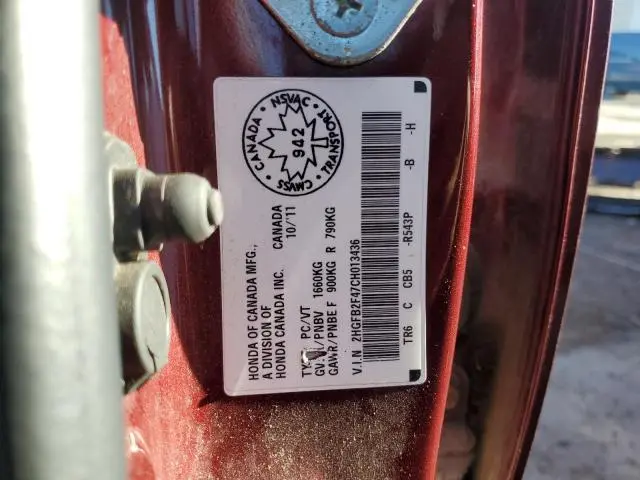 CANADA · NSVAC · TRANSPORT · CMVSS
942
HONDA OF CANADA MFG.,
A DIVISION OF
HONDA CANADA INC. CANADA
10/'11
PC/VT
/PNBV 1660KG
GAWR/PNBE F 900KG R 790KG
V.I.N 2HGFB2F47CH013436
TR6 C CB5 -R543P -B -H